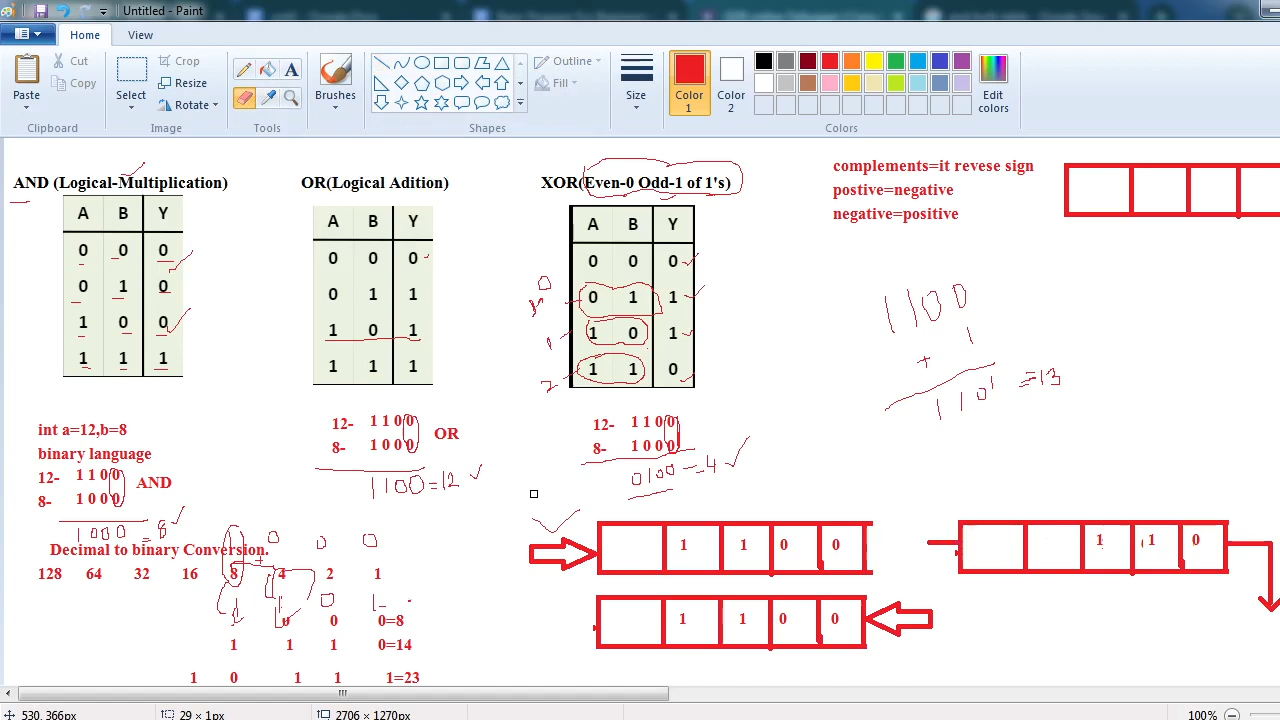 Untitled - Paint
Home View
Paste Cut Copy Select Crop Resize Rotate Brushes Outline Fill Size Color 1 Color 2 Edit colors
Clipboard Image Tools Shapes Colors
AND (Logical-Multiplication)
A B Y
0 0 0
0 1 0
1 0 0
1 1 1
OR(Logical Adition)
A B Y
0 0 0
0 1 1
1 0 1
1 1 1
XOR(Even-0 Odd-1 of 1's)
A B Y
0 0 0
0 1 1
1 0 1
1 1 0
0
1
2
complements=it revese sign
postive=negative
negative=positive
1100
1
+
1101 =13
int a=12,b=8
binary language
12- 1 1 0 0
8- 1 0 0 0 AND
1000 = 8
12- 1 1 0 0
8- 1 0 0 0 OR
1100 =12
12- 1 1 0 0
8- 1 0 0 0
0100 =4
Decimal to binary Conversion.
1 0 0 0
128 64 32 16 8 4 2 1
1 1 0 1
1 0 0 0=8
1 1 1 0=14
1 0 1 1 1=23
1 1 0 0
1 1 0 0
1 1 0
530, 366px 29 × 1px 2706 × 1270px 100%